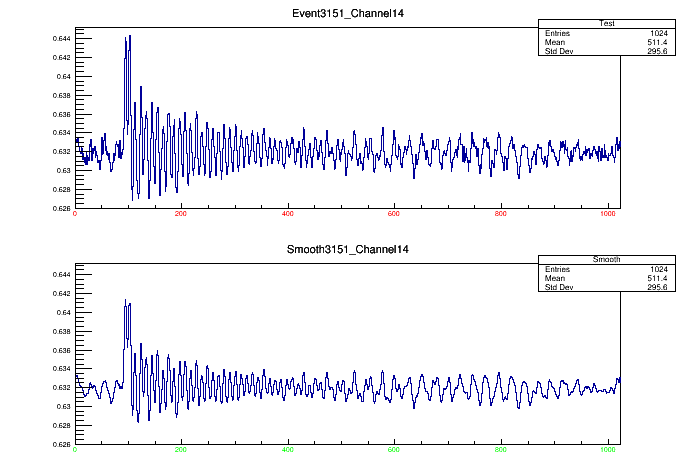 Event3151_Channel14
Test
Entries 1024
Mean 511.4
Std Dev 295.6
0.644
0.642
0.64
0.638
0.636
0.634
0.632
0.63
0.628
0.626
0 200 400 600 800 1000
Smooth3151_Channel14
Smooth
Entries 1024
Mean 511.4
Std Dev 295.6
0.644
0.642
0.64
0.638
0.636
0.634
0.632
0.63
0.628
0.626
0 200 400 600 800 1000